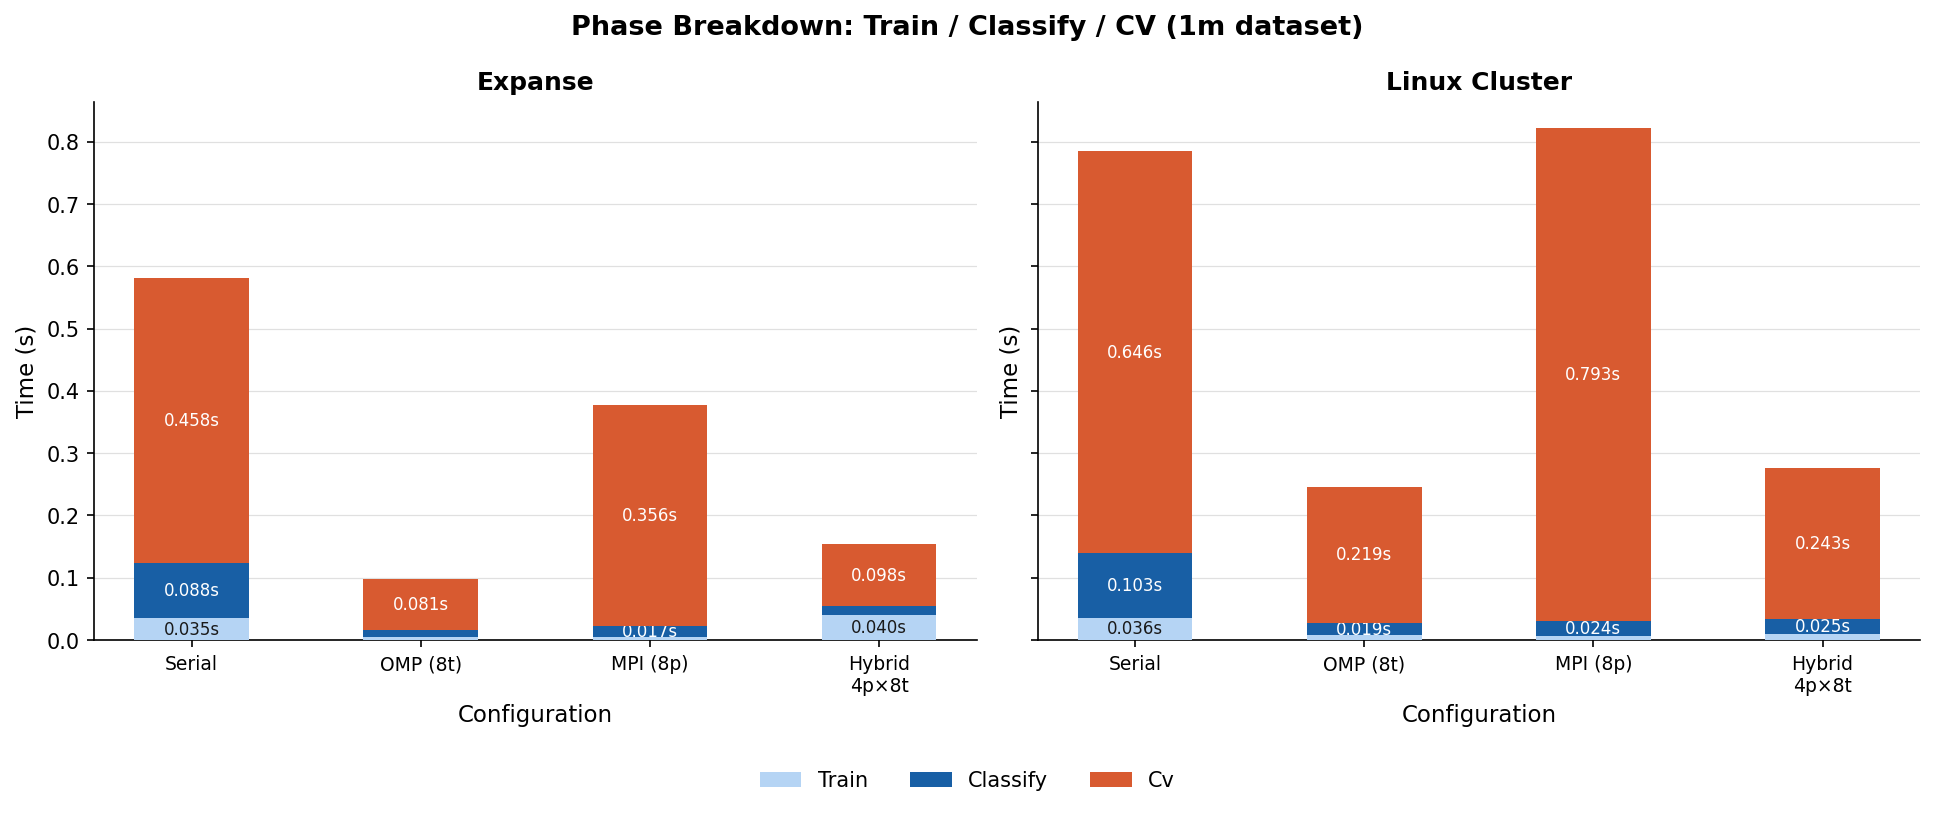 Phase Breakdown: Train / Classify / CV (1m dataset)
Expanse
Time (s)
0.8
0.7
0.6
0.5
0.4
0.3
0.2
0.1
0.0
0.458s
0.088s
0.035s
0.081s
0.356s
0.017s
0.098s
0.040s
Serial
OMP (8t)
MPI (8p)
Hybrid
4p×8t
Configuration
Linux Cluster
Time (s)
0.646s
0.103s
0.036s
0.219s
0.019s
0.793s
0.024s
0.243s
0.025s
Serial
OMP (8t)
MPI (8p)
Hybrid
4p×8t
Configuration
Train
Classify
Cv